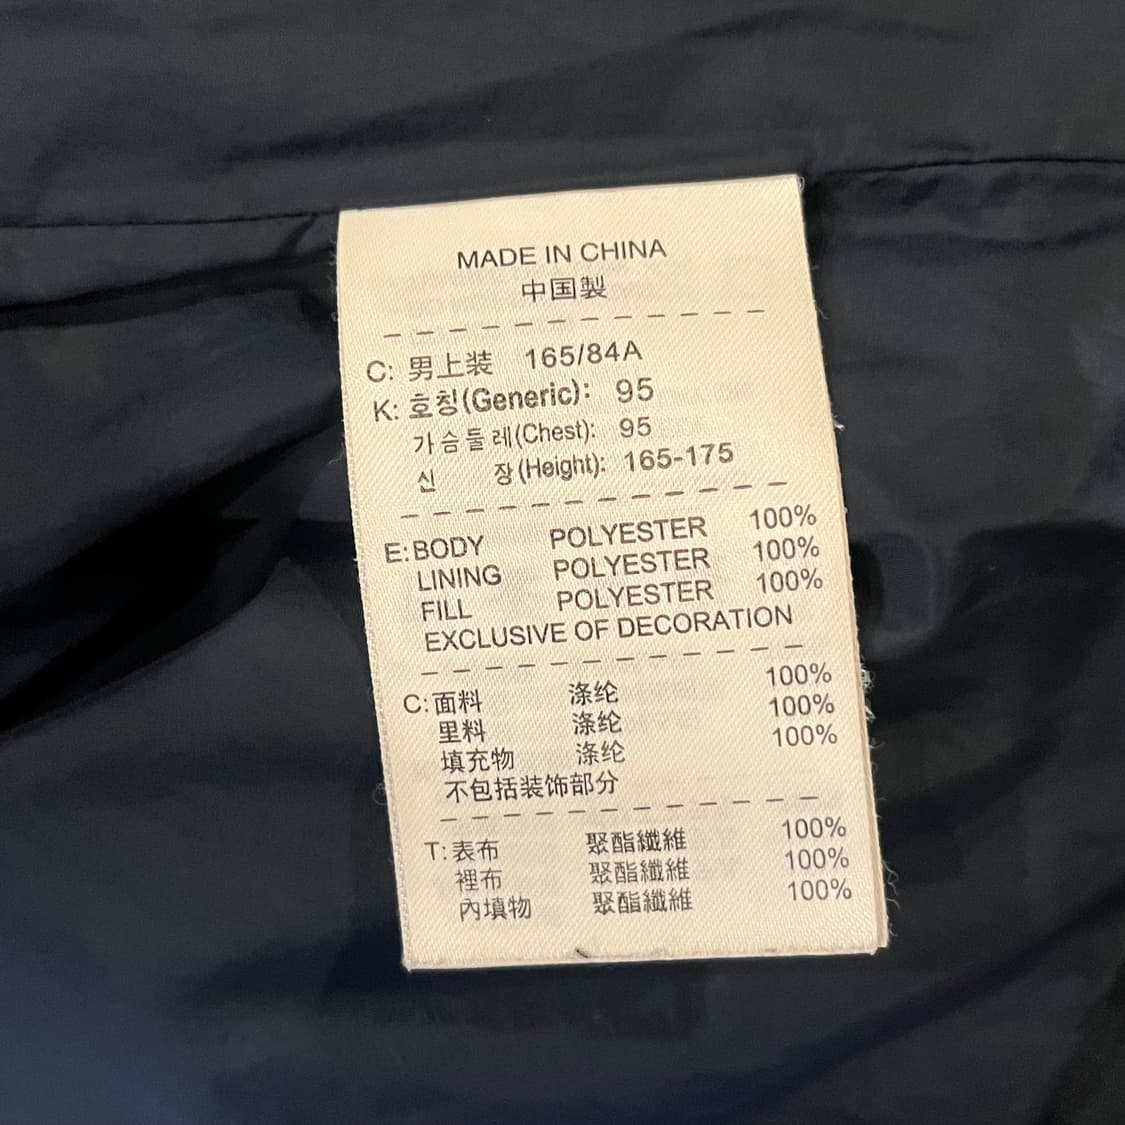 MADE IN CHINA
中国製
C: 男上装 165/84A
K: 호칭(Generic): 95
가슴둘레(Chest): 95
신 장(Height): 165-175
E: BODY POLYESTER 100%
LINING POLYESTER 100%
FILL POLYESTER 100%
EXCLUSIVE OF DECORATION
C: 面料 涤纶 100%
里料 涤纶 100%
填充物 涤纶 100%
不包括装饰部分
T: 表布 聚酯纖維 100%
裡布 聚酯纖維 100%
內填物 聚酯纖維 100%